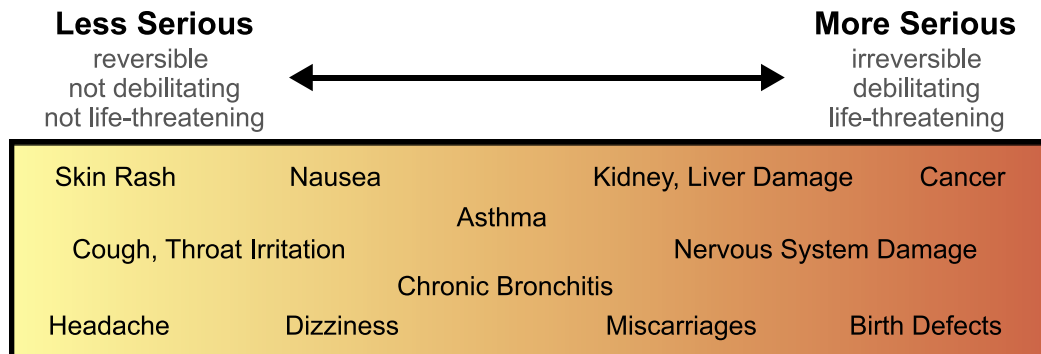 Less Serious
reversible
not debilitating
not life-threatening
More Serious
irreversible
debilitating
life-threatening
Skin Rash
Nausea
Kidney, Liver Damage
Cancer
Asthma
Cough, Throat Irritation
Nervous System Damage
Chronic Bronchitis
Headache
Dizziness
Miscarriages
Birth Defects